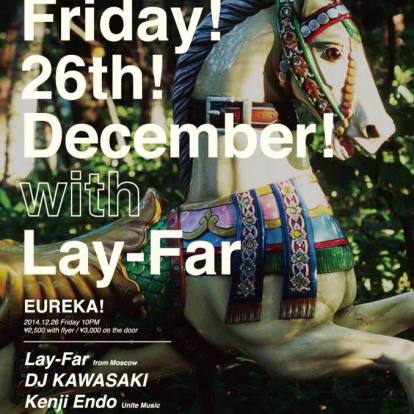 Friday!
26th!
December!
with
Lay-Far
EUREKA!
2014.12.26 Friday 10PM
¥2,500 with flyer / ¥3,000 on the door
Lay-Far from Moscow
DJ KAWASAKI
Kenji Endo Unite Music